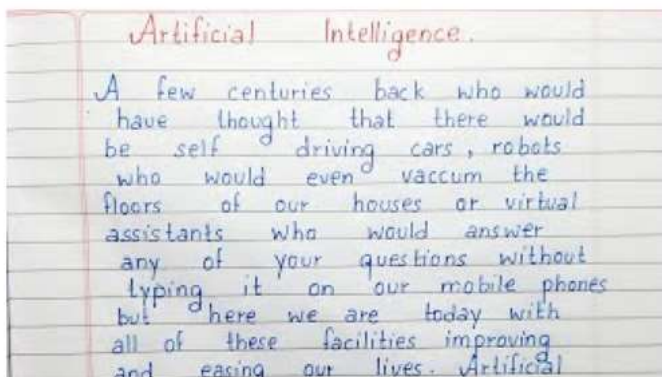 Artificial Intelligence.
A few centuries back who would
have thought that there would
be self driving cars, robots
who would even vaccum the
floors of our houses or virtual
assistants who would answer
any of your questions without
typing it on our mobile phones
but here we are today with
all of these facilities improving
and easing our lives. Artificial